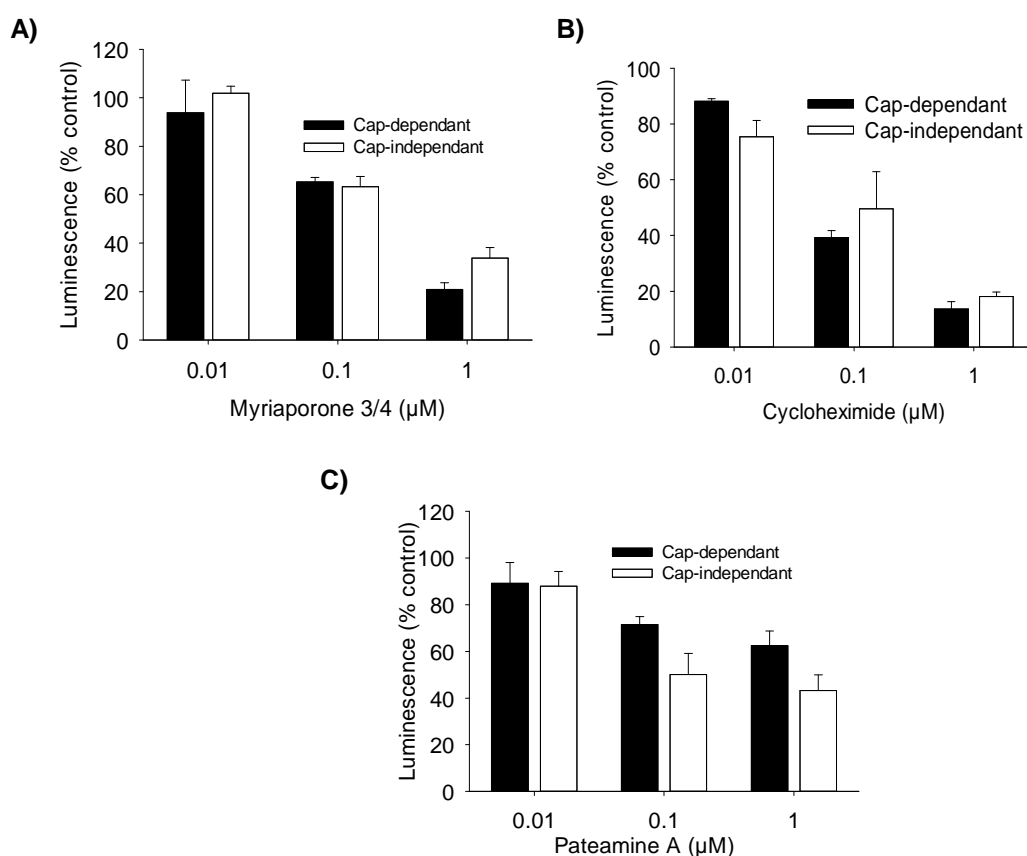 A)
120
100
80
60
40
20
0
Luminescence (% control)
Cap-dependant
Cap-independant
0.01 0.1 1
Myriaporone 3/4 (µM)
B)
100
80
60
40
20
0
Luminescence (% control)
Cap-dependant
Cap-independant
0.01 0.1 1
Cycloheximide (µM)
C)
120
100
80
60
40
20
0
Luminescence (% control)
Cap-dependant
Cap-independant
0.01 0.1 1
Pateamine A (µM)